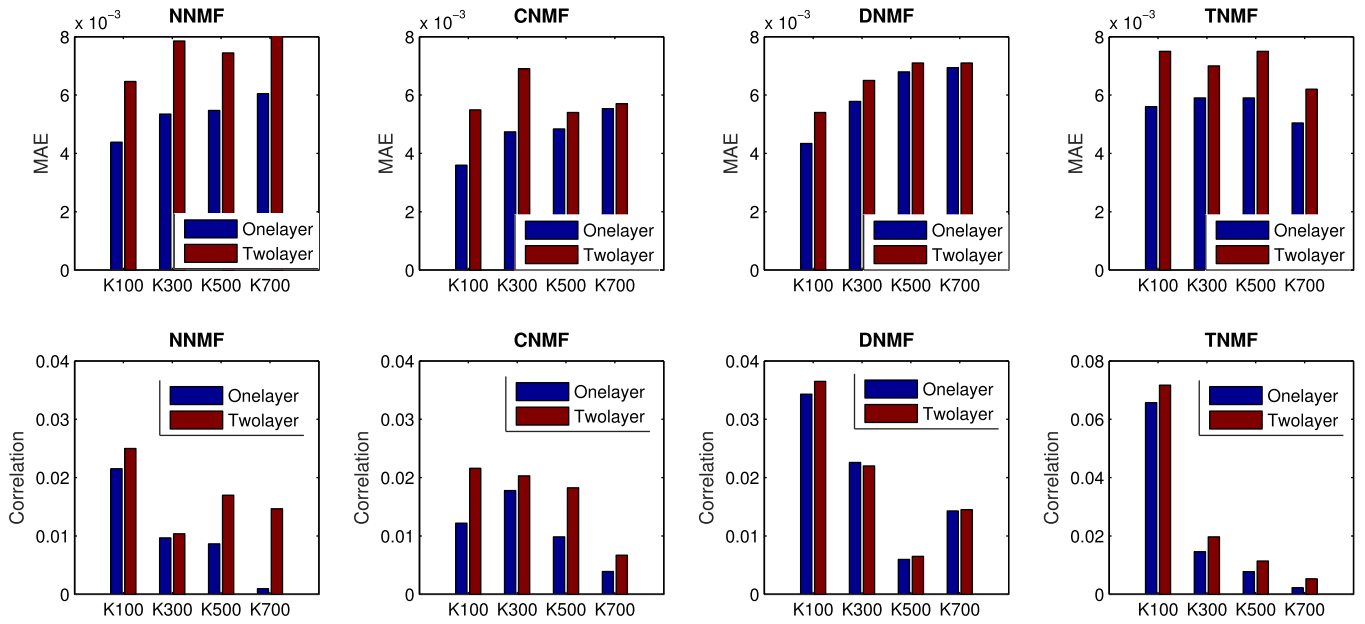 NNMF
CNMF
DNMF
TNMF
x 10⁻³
x 10⁻³
x 10⁻³
x 10⁻³
MAE
8
6
4
2
0
K100 K300 K500 K700
Onelayer
Twolayer
MAE
8
6
4
2
0
K100 K300 K500 K700
Onelayer
Twolayer
MAE
8
6
4
2
0
K100 K300 K500 K700
Onelayer
Twolayer
MAE
8
6
4
2
0
K100 K300 K500 K700
Onelayer
Twolayer
NNMF
Correlation
0.04
0.03
0.02
0.01
0
K100 K300 K500 K700
Onelayer
Twolayer
CNMF
Correlation
0.04
0.03
0.02
0.01
0
K100 K300 K500 K700
Onelayer
Twolayer
DNMF
Correlation
0.04
0.03
0.02
0.01
0
K100 K300 K500 K700
Onelayer
Twolayer
TNMF
Correlation
0.08
0.06
0.04
0.02
0
K100 K300 K500 K700
Onelayer
Twolayer